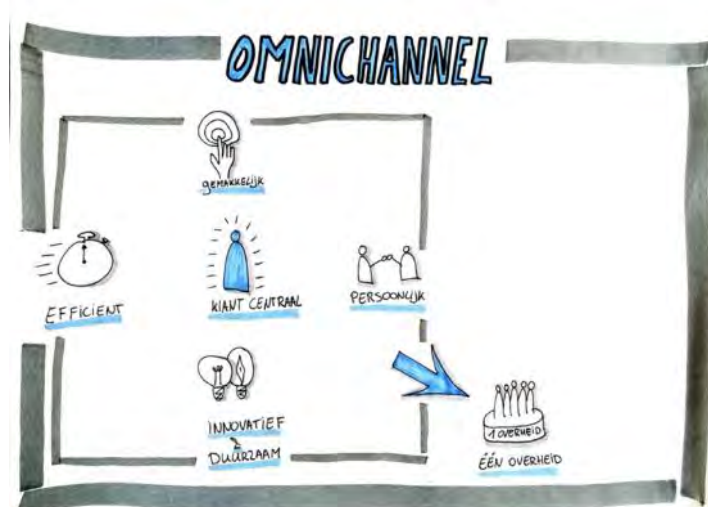 OMNICHANNEL
GEMAKKELIJK
EFFICIENT
KLANT CENTRAAL
PERSOONLIJK
INNOVATIEF
&
DUURZAAM
1 OVERHEID
ÉÉN OVERHEID